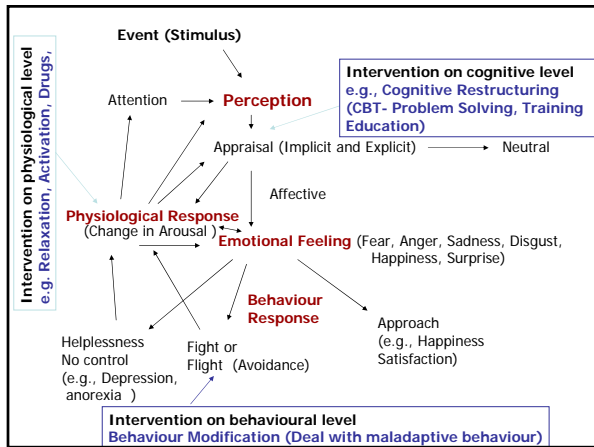 Event (Stimulus)
Intervention on physiological level
e.g. Relaxation, Activation, Drugs,
Intervention on cognitive level
e.g., Cognitive Restructuring
(CBT- Problem Solving, Training
Education)
Attention
Perception
Appraisal (Implicit and Explicit)
Neutral
Affective
Physiological Response
(Change in Arousal )
Emotional Feeling (Fear, Anger, Sadness, Disgust,
Happiness, Surprise)
Behaviour
Response
Helplessness
No control
(e.g., Depression,
anorexia )
Fight or
Flight (Avoidance)
Approach
(e.g., Happiness
Satisfaction)
Intervention on behavioural level
Behaviour Modification (Deal with maladaptive behaviour)